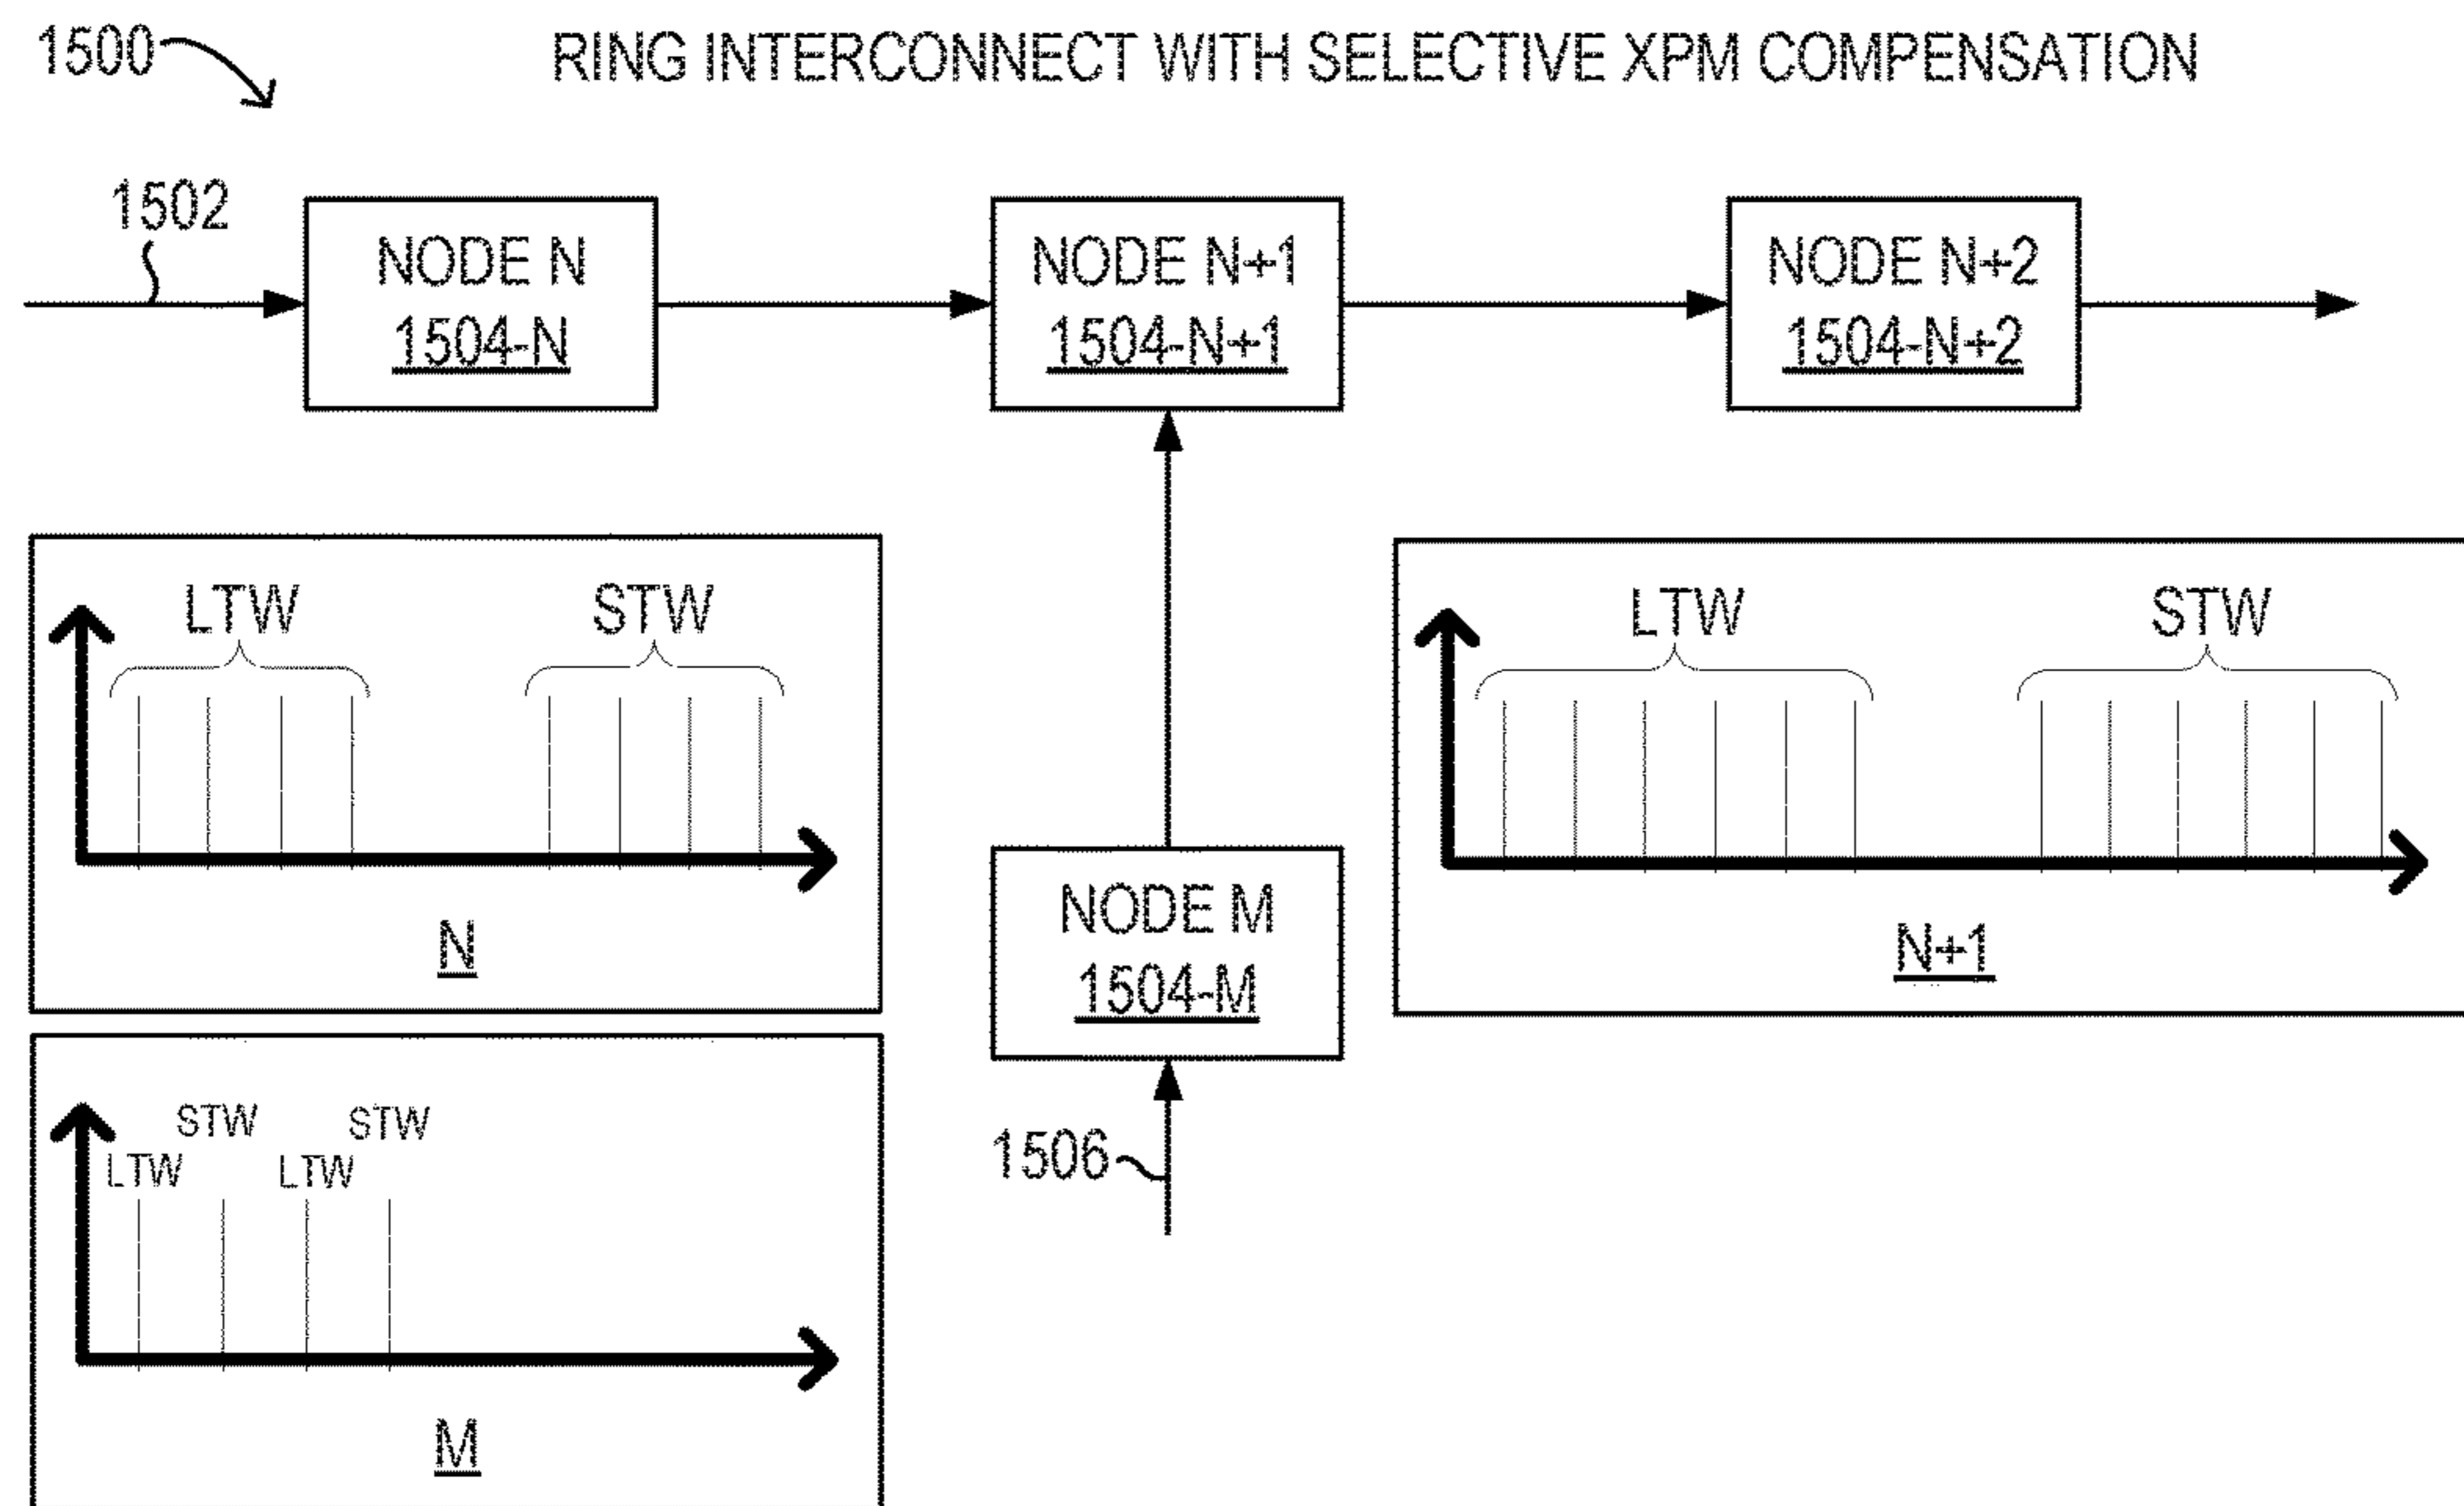 1500
RING INTERCONNECT WITH SELECTIVE XPM COMPENSATION
1502
NODE N
1504-N
NODE N+1
1504-N+1
NODE N+2
1504-N+2
LTW
STW
N
LTW
STW
N+1
NODE M
1504-M
1506
STW
STW
LTW
LTW
M